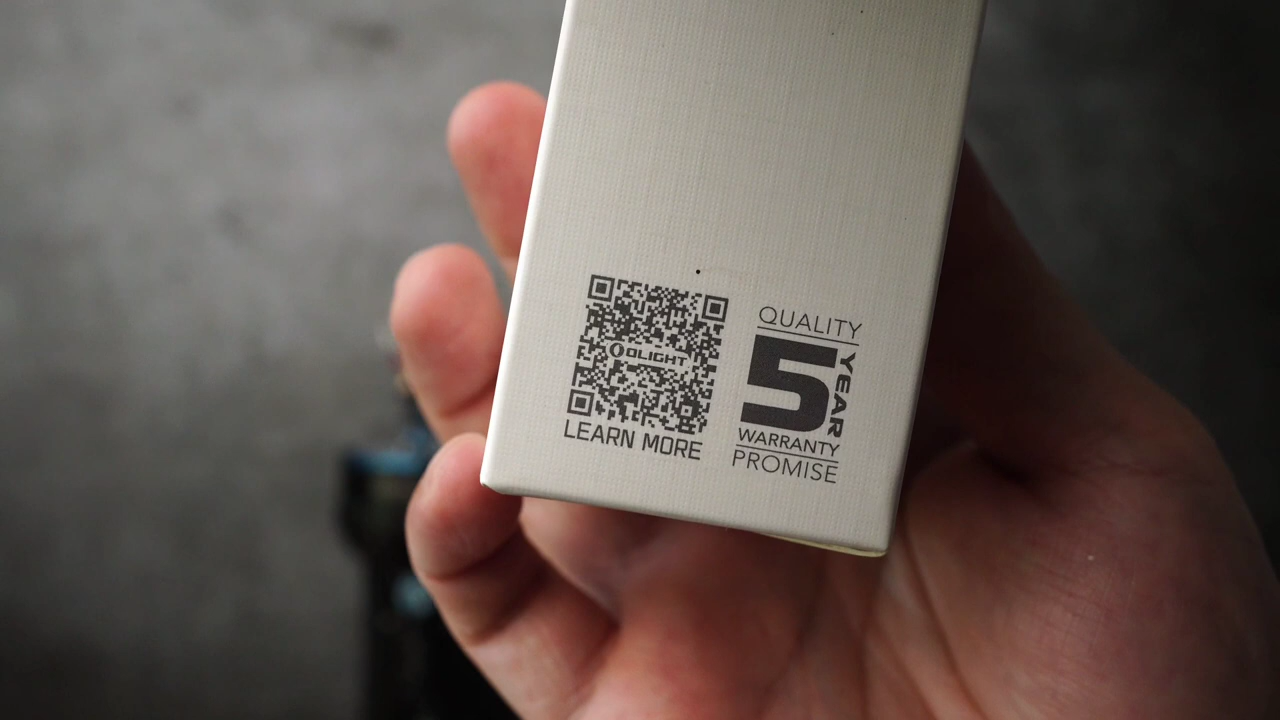 OLIGHT
LEARN MORE
QUALITY
5 YEAR
WARRANTY
PROMISE